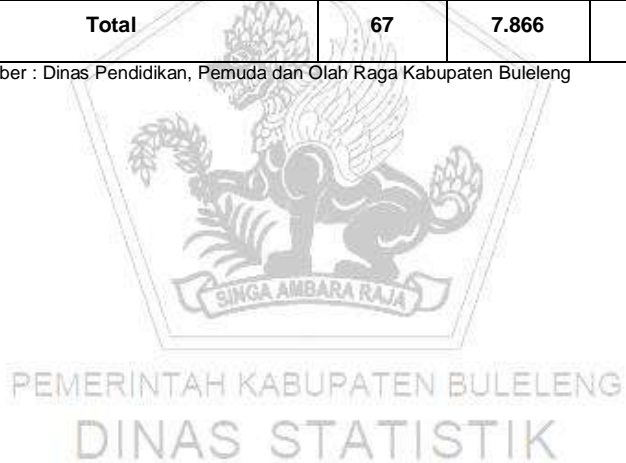 Total 67 7.866
ber : Dinas Pendidikan, Pemuda dan Olah Raga Kabupaten Buleleng
SINGA AMBARA RAJA
PEMERINTAH KABUPATEN BULELENG
DINAS STATISTIK